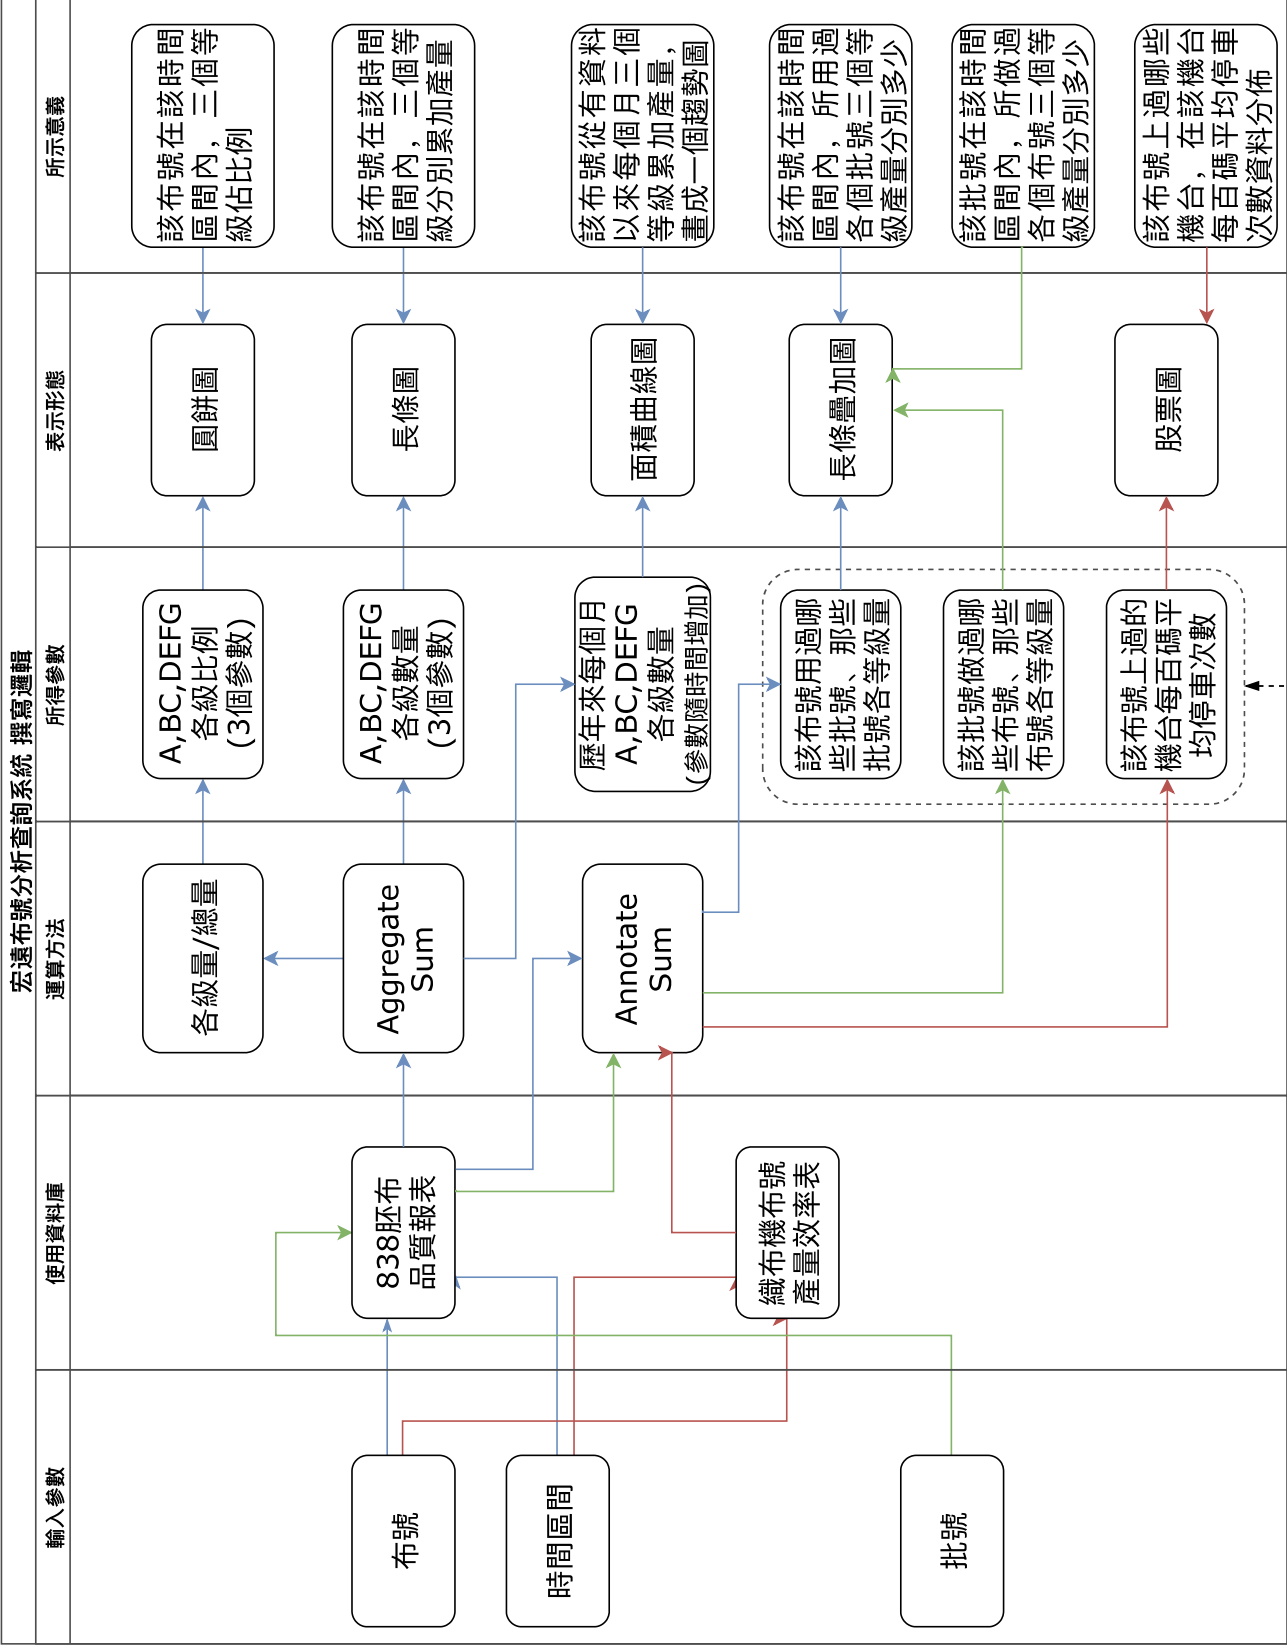 宏遠布號分析查詢系統 撰寫邏輯
輸入參數
使用資料庫
運算方法
所得參數
表示形態
所示意義
布號
時間區間
批號
838胚布
品質報表
織布機布號
產量效率表
各級量/總量
Aggregate
Sum
Annotate
Sum
A,BC,DEFG
各級比例
(3個參數)
A,BC,DEFG
各級數量
(3個參數)
歷年來每個月
A,BC,DEFG
各級數量
(參數隨時間增加)
該布號用過哪
些批號、那些
批號各等級量
該批號做過哪
些布號、那些
布號各等級量
該布號上過的
機台每百碼平
均停車次數
圓餅圖
長條圖
面積曲線圖
長條疊加圖
股票圖
該布號在該時間
區間內，三個等
級佔比例
該布號在該時間
區間內，三個等
級分別累加產量
該布號從有資料
以來每個月三個
等級累加產量，
畫成一個趨勢圖
該布號在該時間
區間內，所用過
各個批號三個等
級產量分別多少
該批號在該時間
區間內，所做過
各個布號三個等
級產量分別多少
該布號上過哪些
機台，在該機台
每百碼平均停車
次數資料分佈